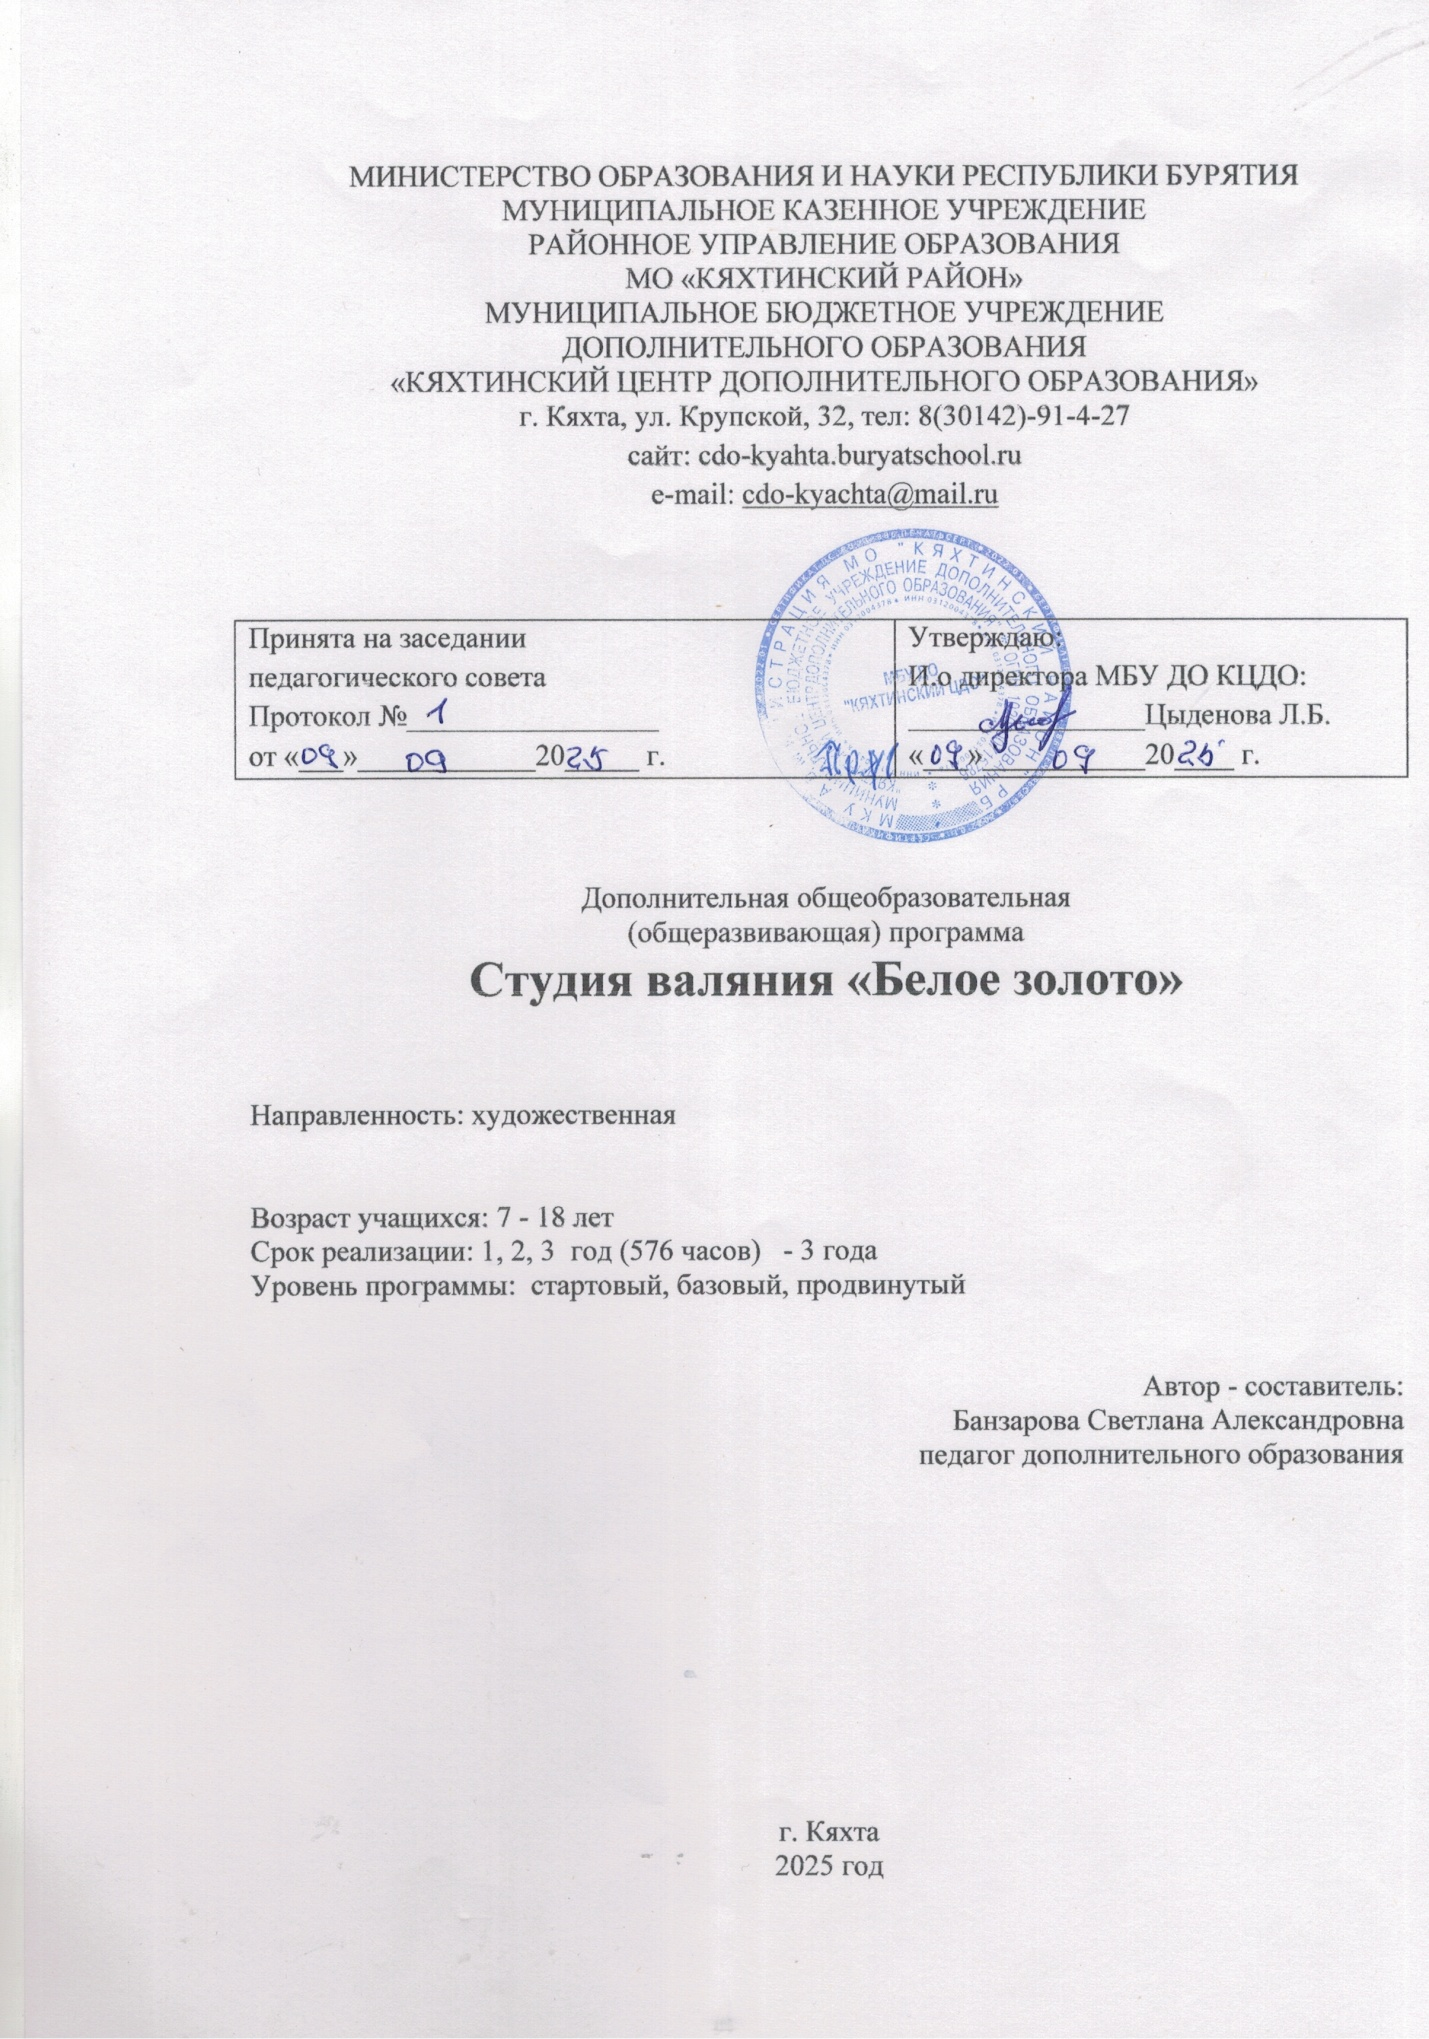 МИНИСТЕРСТВО ОБРАЗОВАНИЯ И НАУКИ РЕСПУБЛИКИ БУРЯТИЯ
МУНИЦИПАЛЬНОЕ КАЗЕННОЕ УЧРЕЖДЕНИЕ
РАЙОННОЕ УПРАВЛЕНИЕ ОБРАЗОВАНИЯ
МО «КЯХТИНСКИЙ РАЙОН»
МУНИЦИПАЛЬНОЕ БЮДЖЕТНОЕ УЧРЕЖДЕНИЕ
ДОПОЛНИТЕЛЬНОГО ОБРАЗОВАНИЯ
«КЯХТИНСКИЙ ЦЕНТР ДОПОЛНИТЕЛЬНОГО ОБРАЗОВАНИЯ»
г. Кяхта, ул. Крупской, 32, тел: 8(30142)-91-4-27
сайт: cdo-kyahta.buryatschool.ru
e-mail: cdo-kyachta@mail.ru
Принята на заседании
педагогического совета
Протокол № 1
от «09» 09 2025 г.
Утверждаю:
И.о директора МБУ ДО КЦДО:
Цыденова Л.Б.
«09» 09 2025 г.
МБУ ДО
"КЯХТИНСКИЙ ЦДО"
Дополнительная общеобразовательная
(общеразвивающая) программа
Студия валяния «Белое золото»
Направленность: художественная
Возраст учащихся: 7 - 18 лет
Срок реализации: 1, 2, 3 год (576 часов) - 3 года
Уровень программы: стартовый, базовый, продвинутый
Автор - составитель:
Банзарова Светлана Александровна
педагог дополнительного образования
г. Кяхта
2025 год